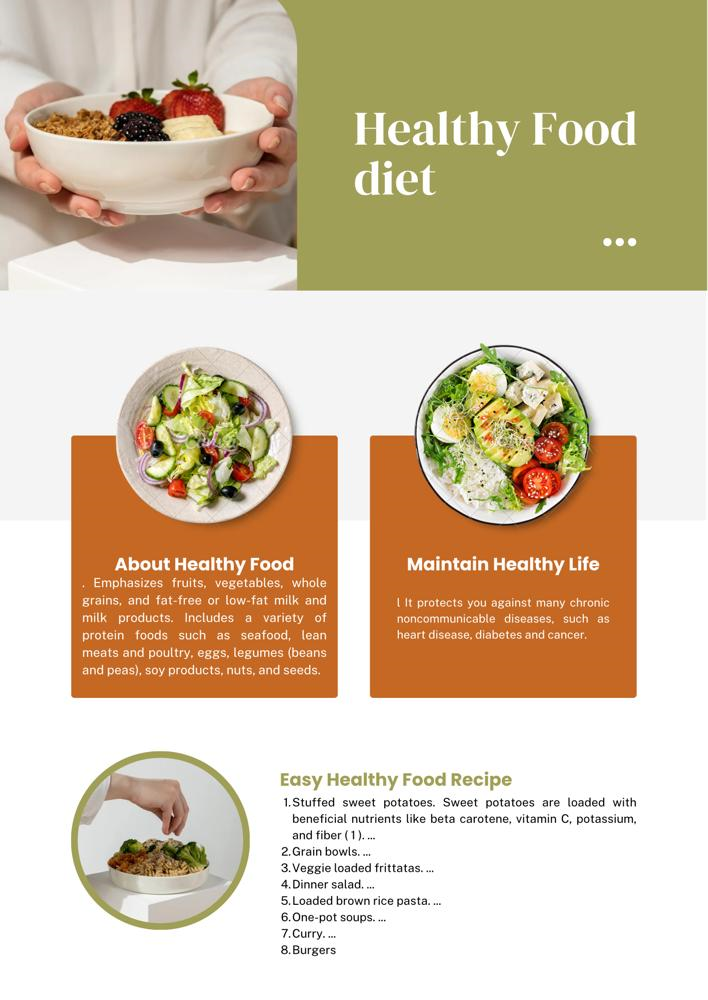 Healthy Food
diet
About Healthy Food
. Emphasizes fruits, vegetables, whole
grains, and fat-free or low-fat milk and
milk products. Includes a variety of
protein foods such as seafood, lean
meats and poultry, eggs, legumes (beans
and peas), soy products, nuts, and seeds.
Maintain Healthy Life
l It protects you against many chronic
noncommunicable diseases, such as
heart disease, diabetes and cancer.
Easy Healthy Food Recipe
1. Stuffed sweet potatoes. Sweet potatoes are loaded with
beneficial nutrients like beta carotene, vitamin C, potassium,
and fiber ( 1 ). ...
2. Grain bowls. ...
3. Veggie loaded frittatas. ...
4. Dinner salad. ...
5. Loaded brown rice pasta. ...
6. One-pot soups. ...
7. Curry. ...
8. Burgers